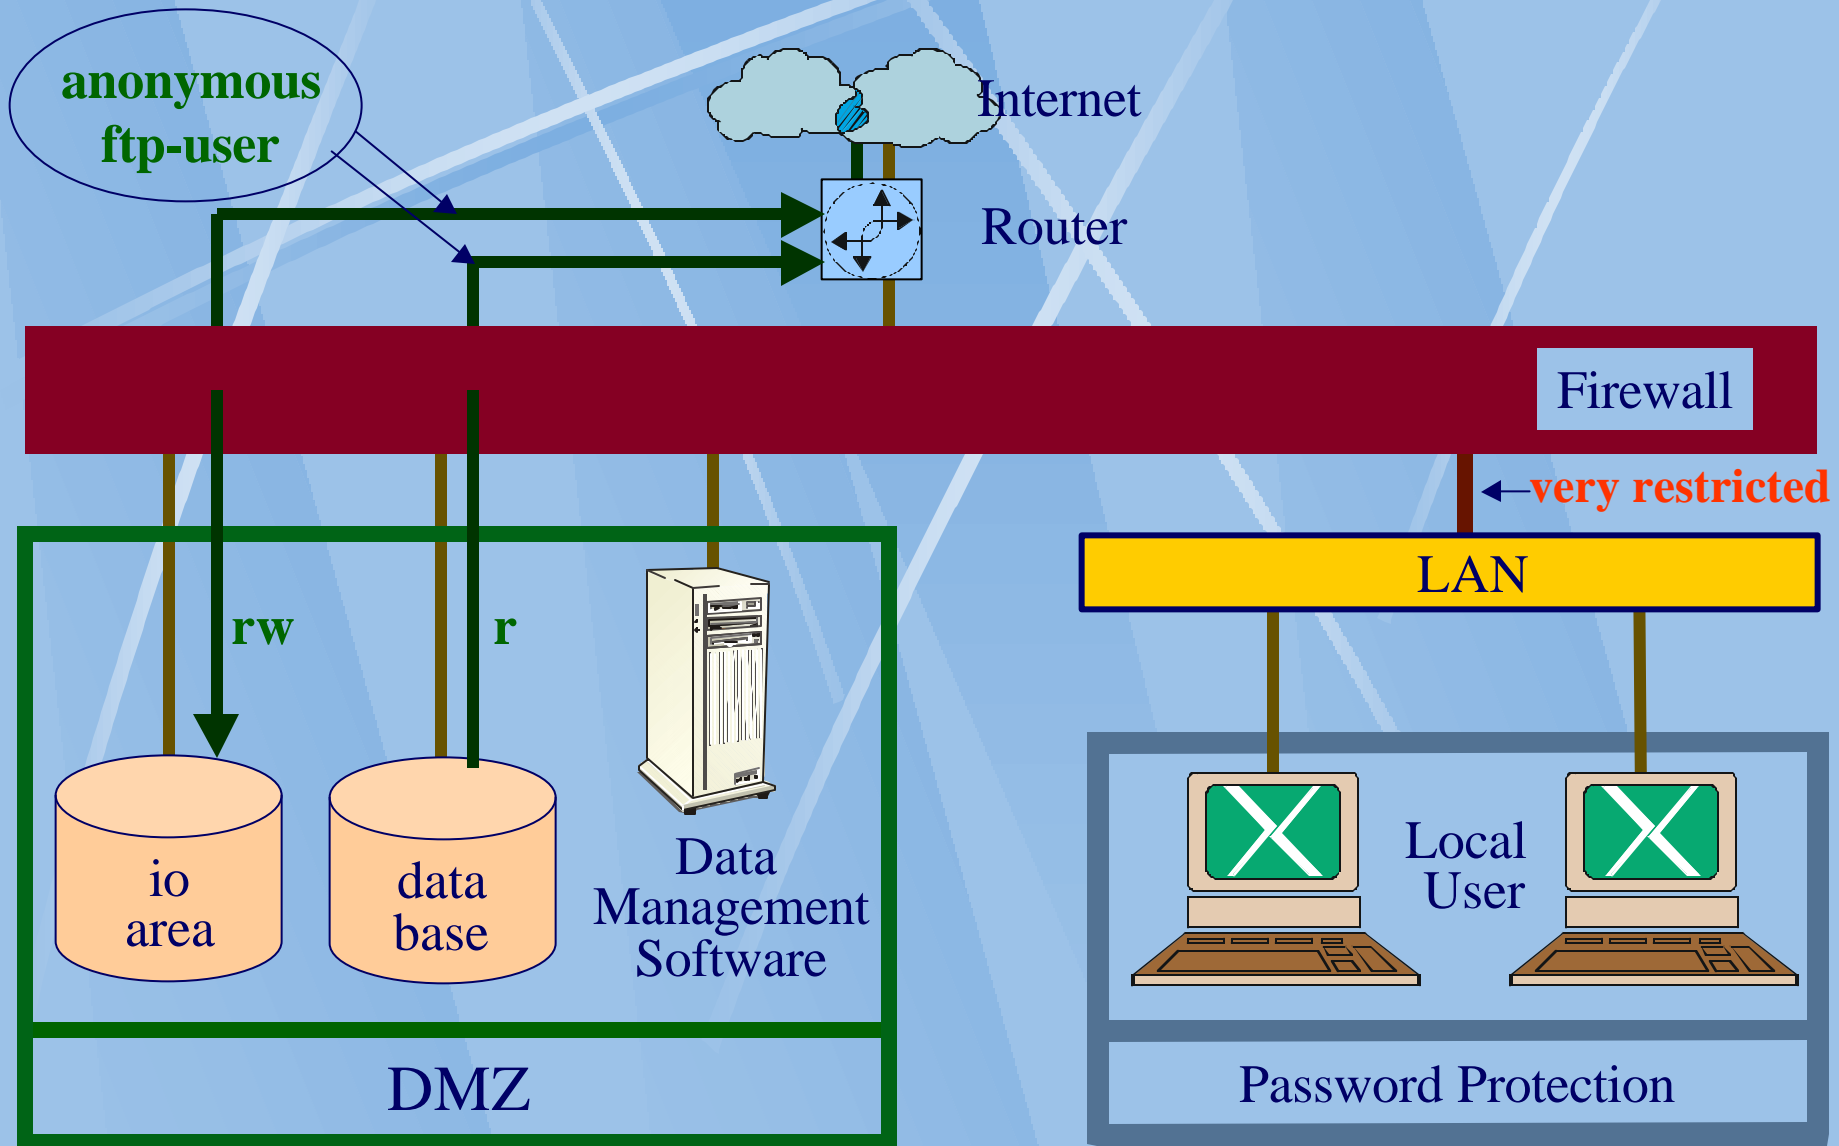 anonymous
ftp-user
Internet
Router
Firewall
very restricted
LAN
rw
r
io
area
data
base
Data
Management
Software
Local
User
DMZ
Password Protection